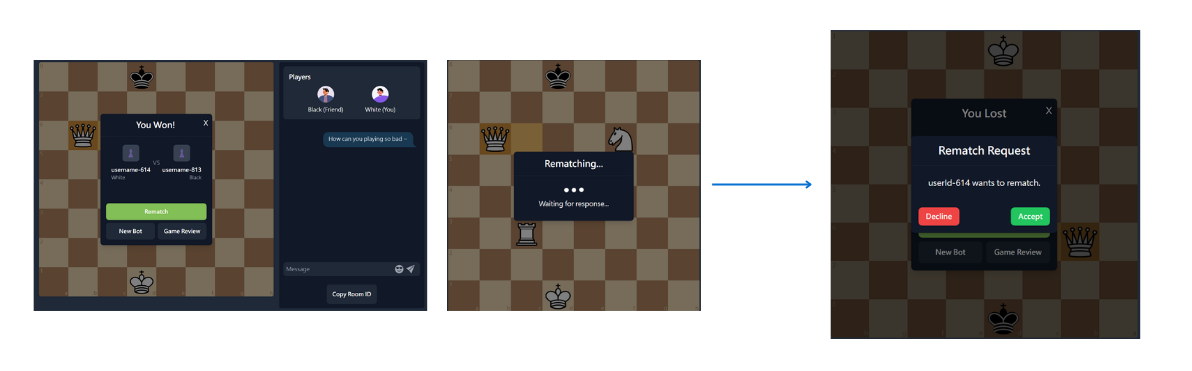 You Won!
X
VS
username-614
username-813
White
Black
Rematch
New Bot
Game Review
Players
Black (Friend)
White (You)
How can you playing so bad ~
Message
Copy Room ID
Rematching...
Waiting for response...
You Lost
X
Rematch Request
userId-614 wants to rematch.
Decline
Accept
New Bot
Game Review